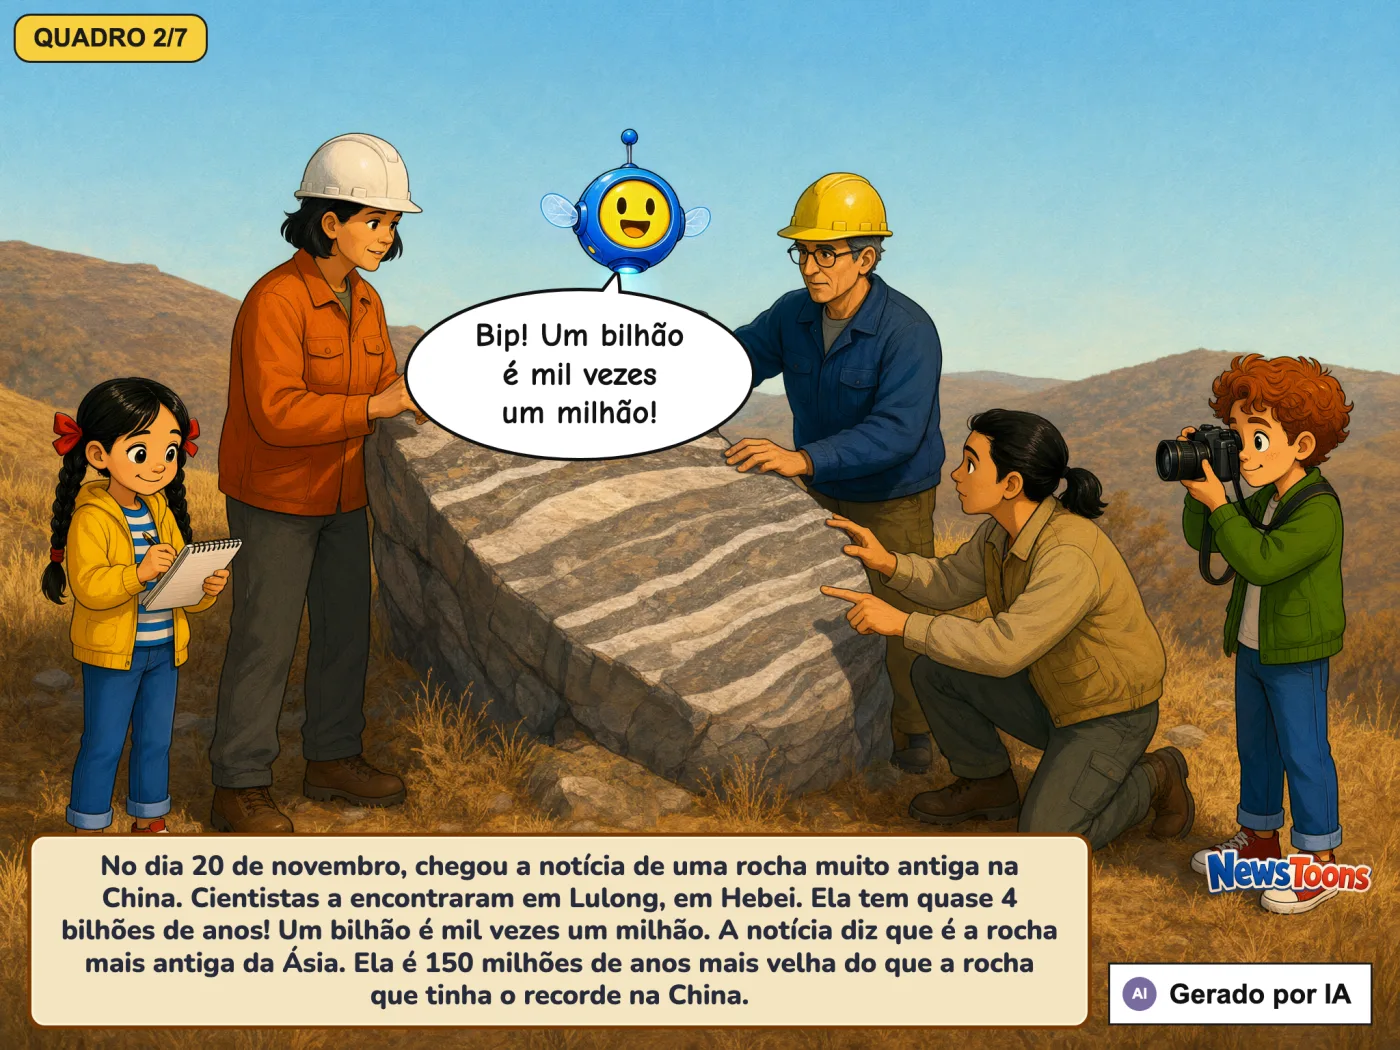 QUADRO 2/7
Bip! Um bilhão
é mil vezes
um milhão!
No dia 20 de novembro, chegou a notícia de uma rocha muito antiga na
China. Cientistas a encontraram em Lulong, em Hebei. Ela tem quase 4
bilhões de anos! Um bilhão é mil vezes um milhão. A notícia diz que é a rocha
mais antiga da Ásia. Ela é 150 milhões de anos mais velha do que a rocha
que tinha o recorde na China.
NewsToons
AI Gerado por IA